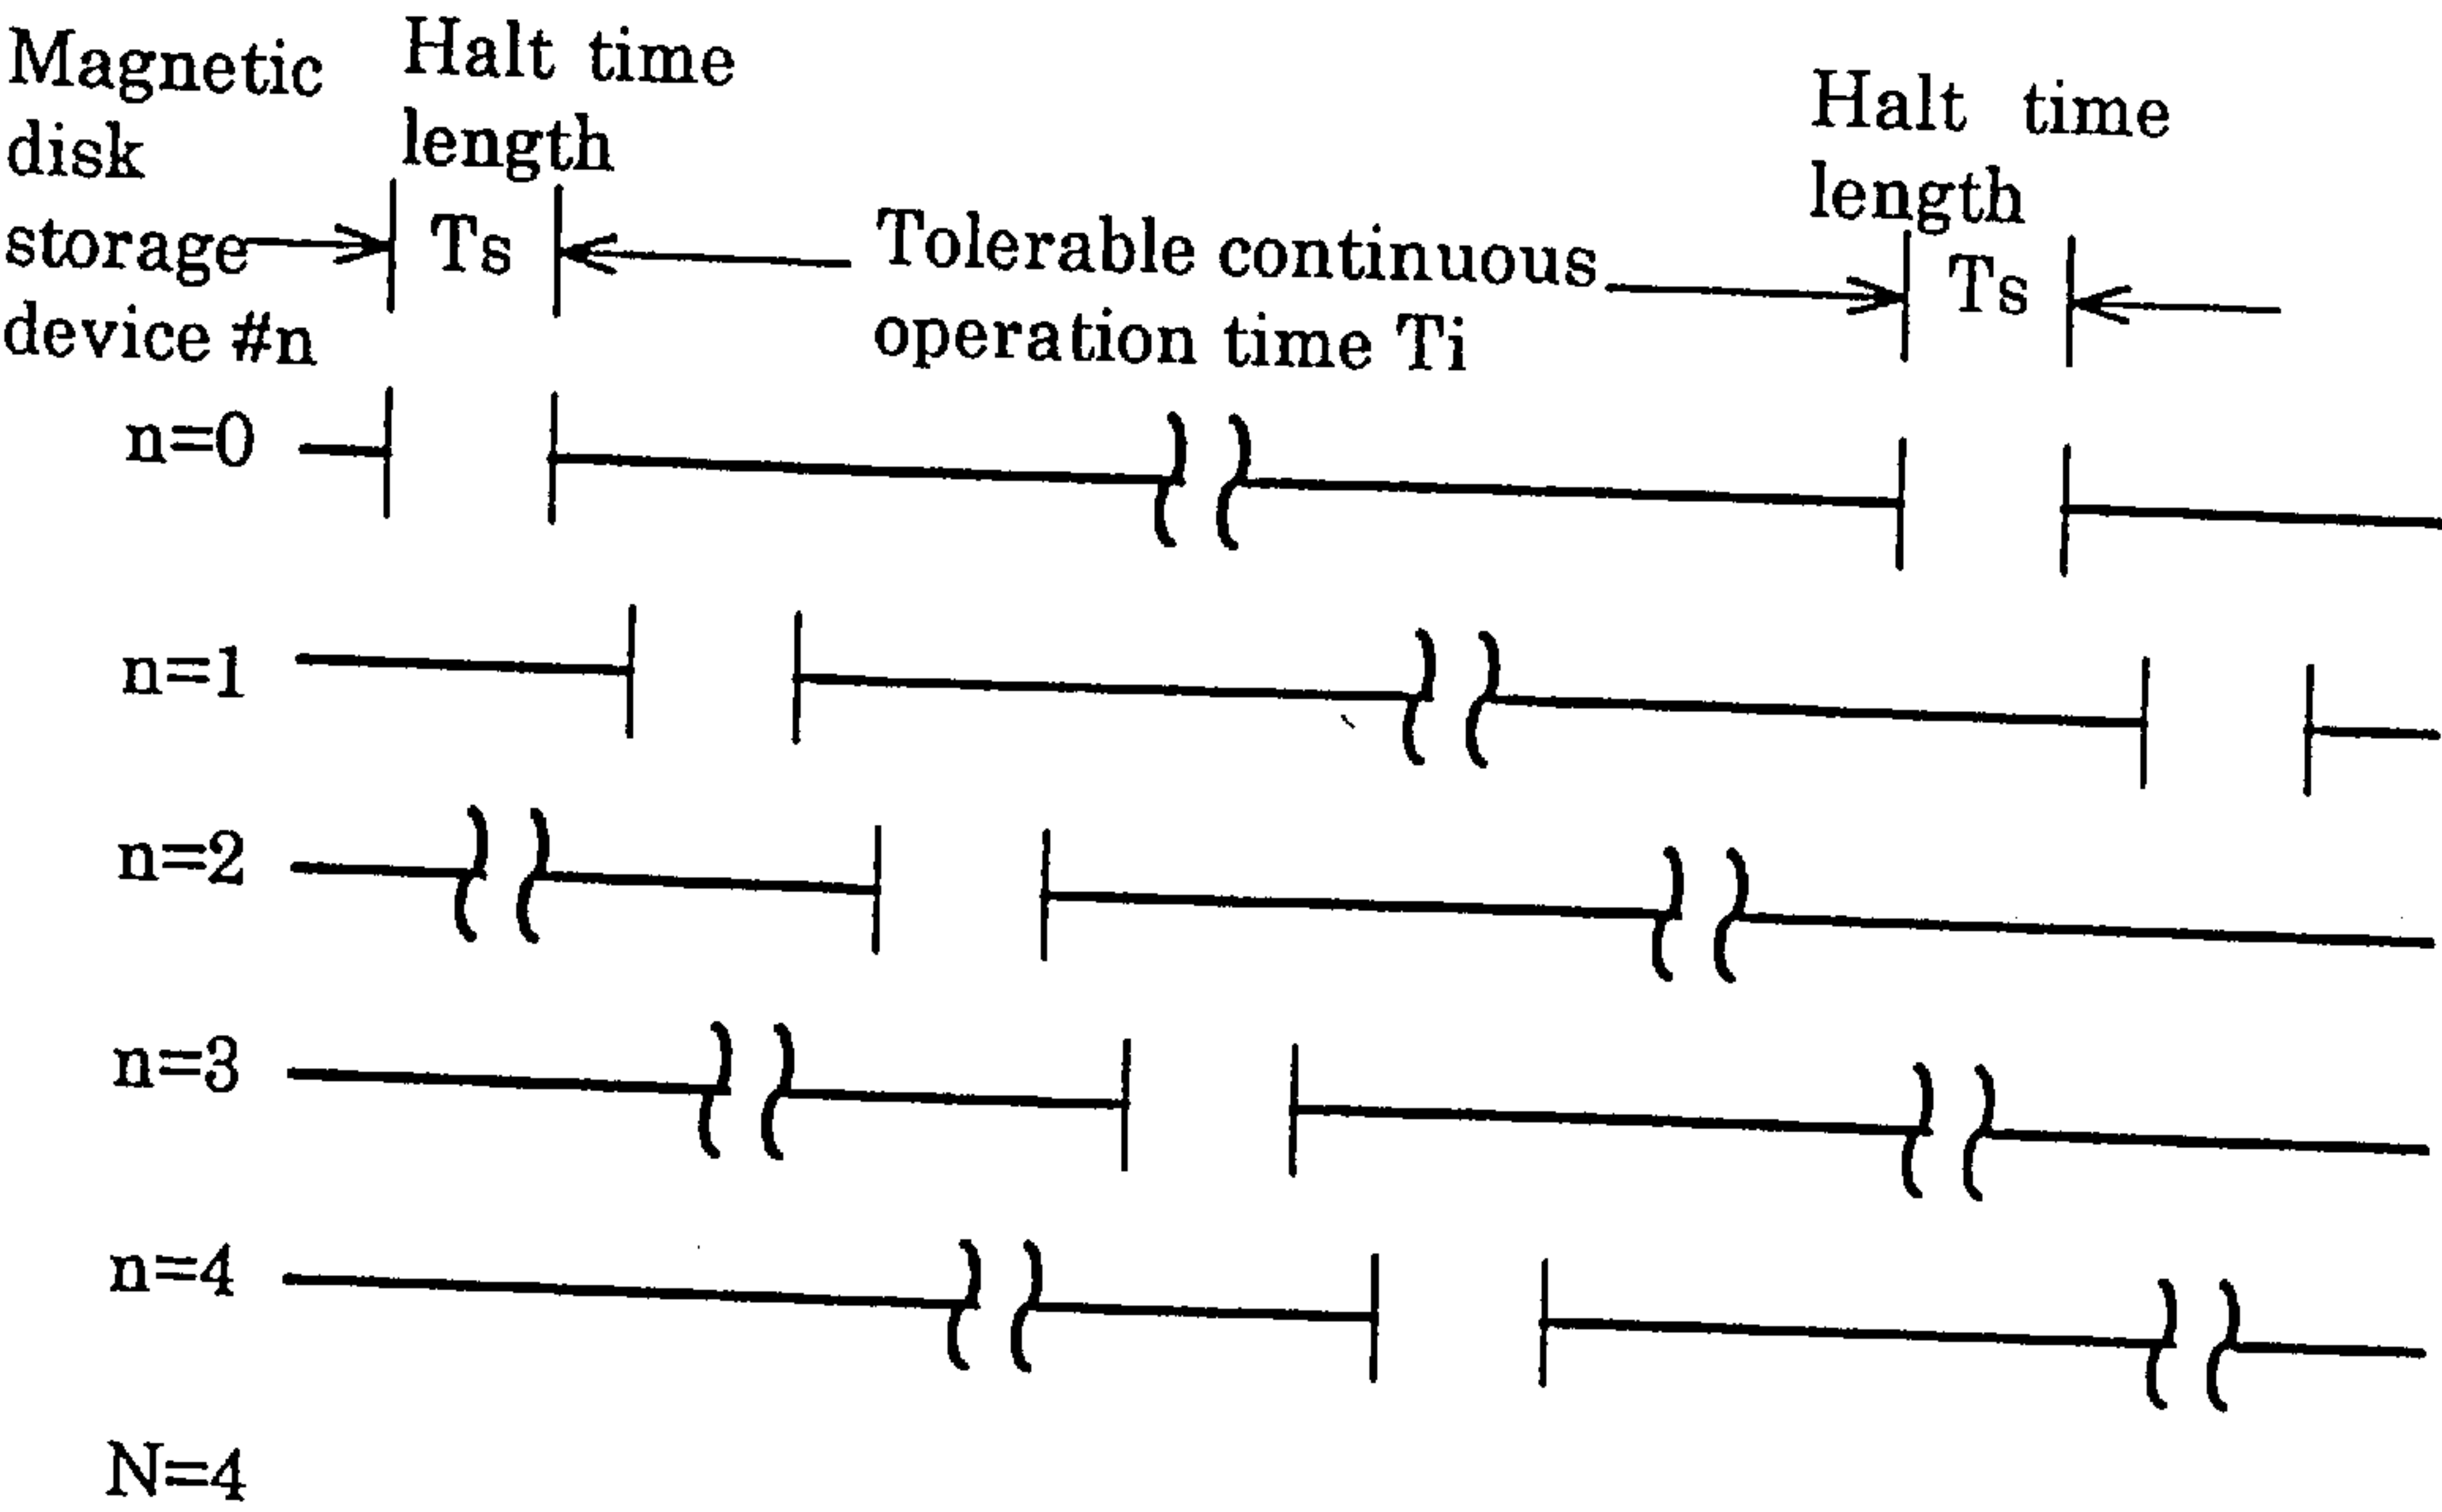 Magnetic
disk
storage
device #n
Halt time
length
Ts
Tolerable continuous
operation time Ti
Halt time
length
Ts
n=0
n=1
n=2
n=3
n=4
N=4